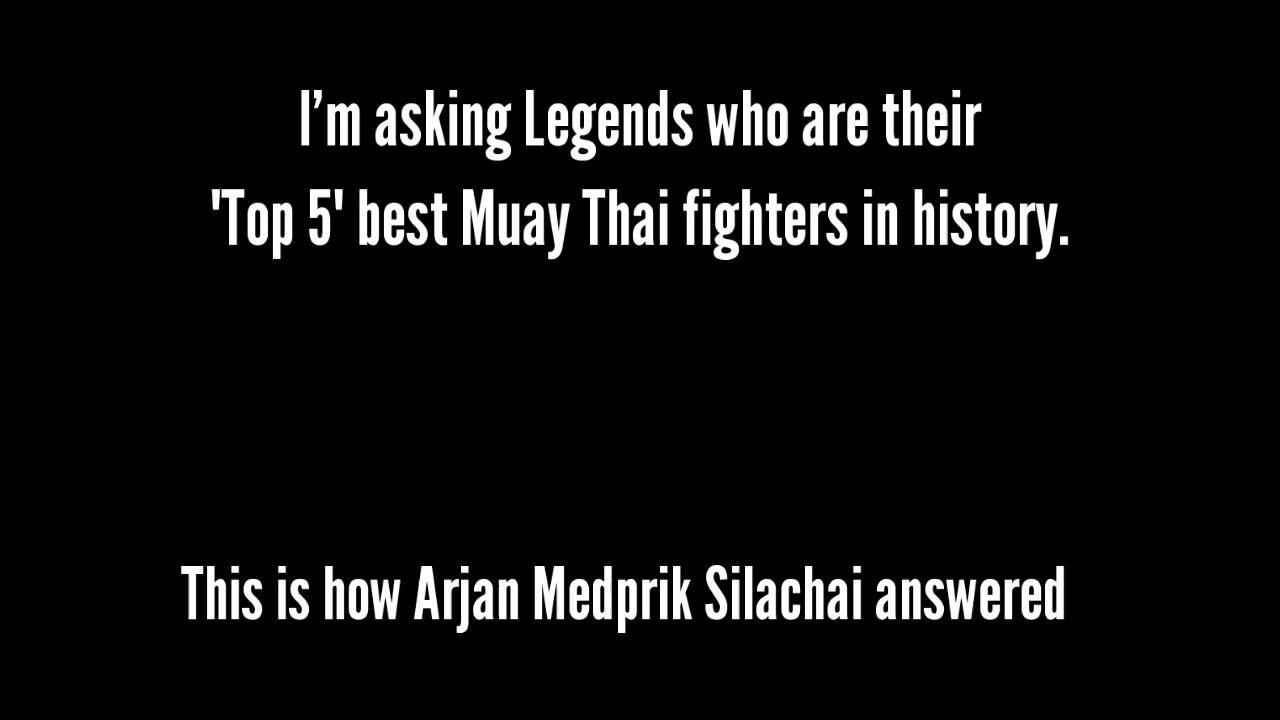 I’m asking Legends who are their
'Top 5' best Muay Thai fighters in history.
This is how Arjan Medprik Silachai answered